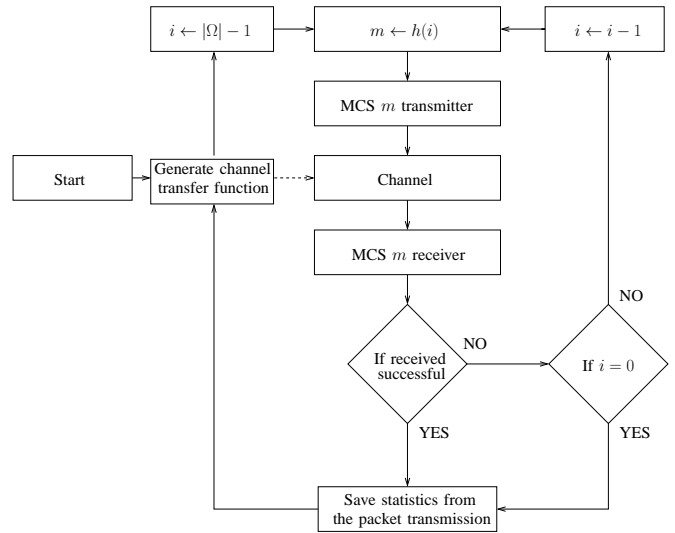 i ← |Ω| − 1
m ← h(i)
i ← i − 1
MCS m transmitter
Start
Generate channel
transfer function
Channel
MCS m receiver
NO
If received
successful
NO
If i = 0
YES
YES
Save statistics from
the packet transmission